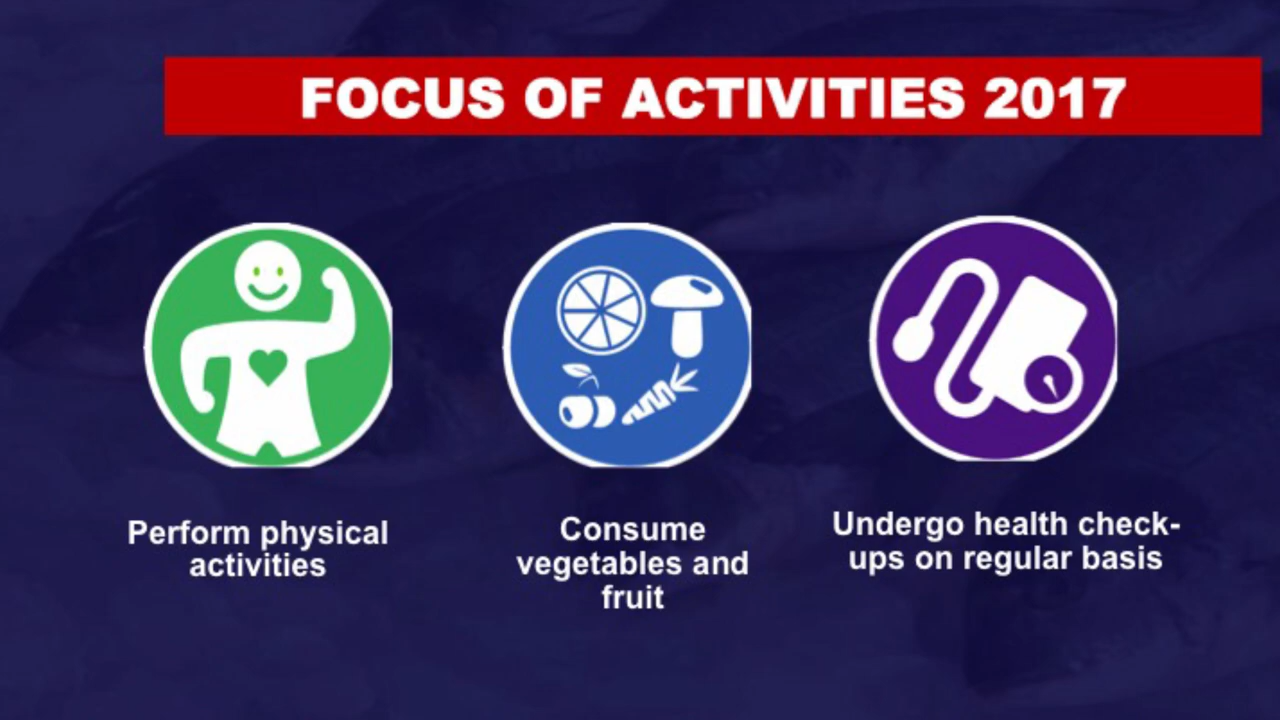 FOCUS OF ACTIVITIES 2017
Perform physical
activities
Consume
vegetables and
fruit
Undergo health check-
ups on regular basis